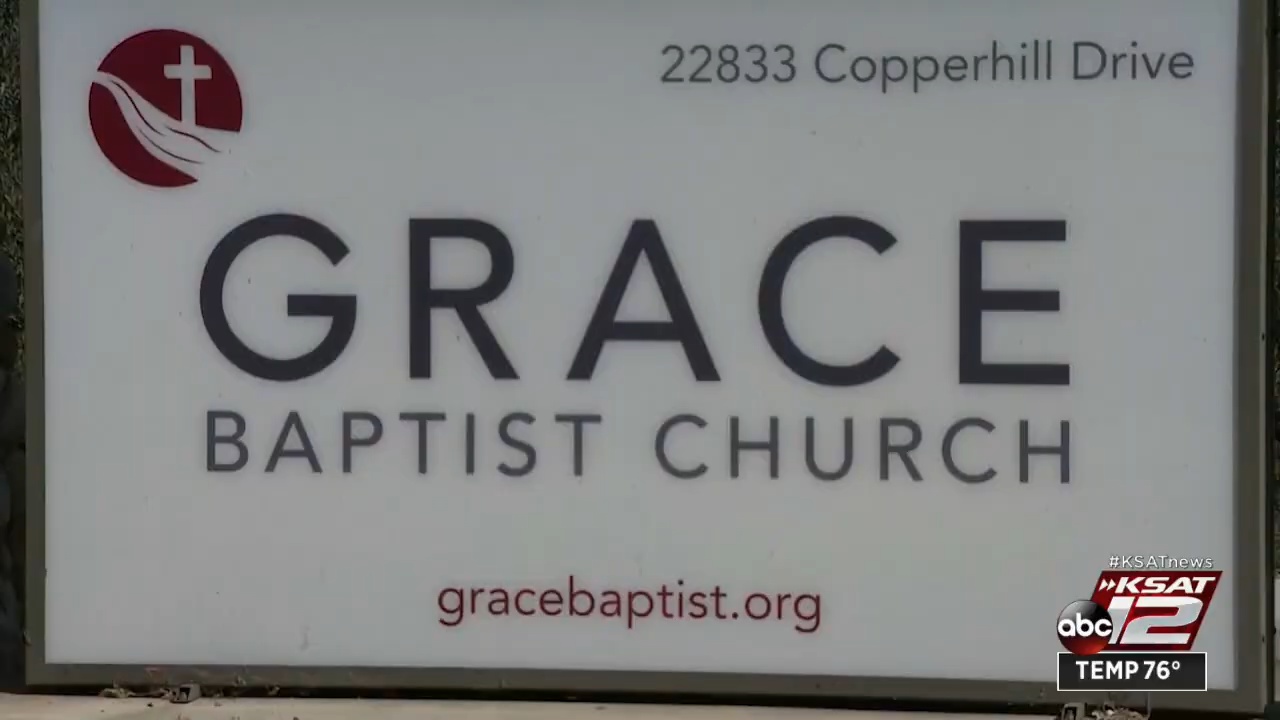 22833 Copperhill Drive
GRACE
BAPTIST CHURCH
gracebaptist.org
#KSATnews
KSAT
abc 12
TEMP 76°